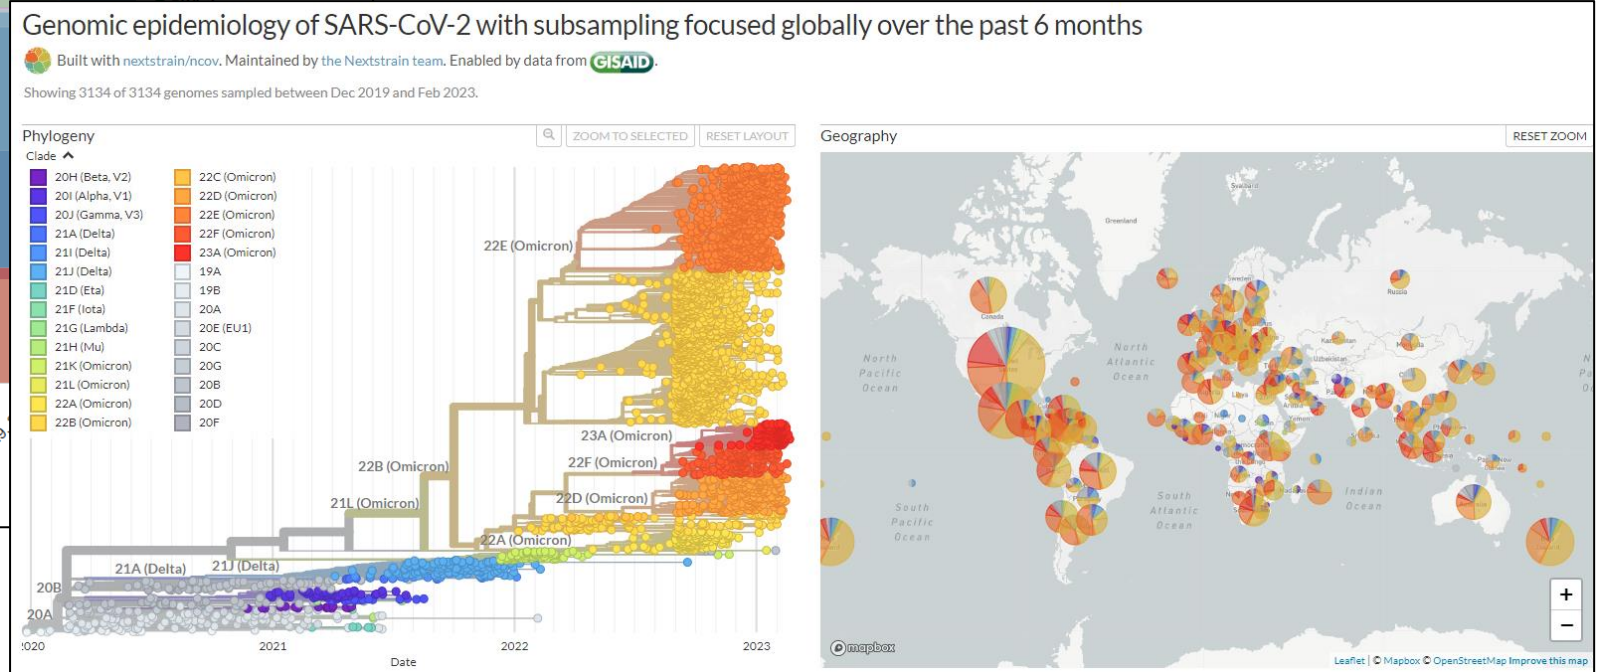 Genomic epidemiology of SARS-CoV-2 with subsampling focused globally over the past 6 months
Built with nextstrain/ncov. Maintained by the Nextstrain team. Enabled by data from GISAID.
Showing 3134 of 3134 genomes sampled between Dec 2019 and Feb 2023.
Phylogeny
ZOOM TO SELECTED
RESET LAYOUT
Clade
20H (Beta, V2)
20I (Alpha, V1)
20J (Gamma, V3)
21A (Delta)
21I (Delta)
21J (Delta)
21D (Eta)
21F (Iota)
21G (Lambda)
21H (Mu)
21K (Omicron)
21L (Omicron)
22A (Omicron)
22B (Omicron)
22C (Omicron)
22D (Omicron)
22E (Omicron)
22F (Omicron)
23A (Omicron)
19A
19B
20A
20E (EU1)
20C
20G
20B
20D
20F
22E (Omicron)
23A (Omicron)
22F (Omicron)
22B (Omicron)
22D (Omicron)
21L (Omicron)
22A (Omicron)
21A (Delta)
21J (Delta)
20B
20A
2020
2021
2022
2023
Date
Geography
RESET ZOOM
Svalbard
Greenland
Sweden
Russia
Canada
North
Pacific
Ocean
North
Atlantic
Ocean
South
Pacific
Ocean
South
Atlantic
Ocean
Indian
Ocean
+
−
mapbox
Leaflet | © Mapbox © OpenStreetMap Improve this map